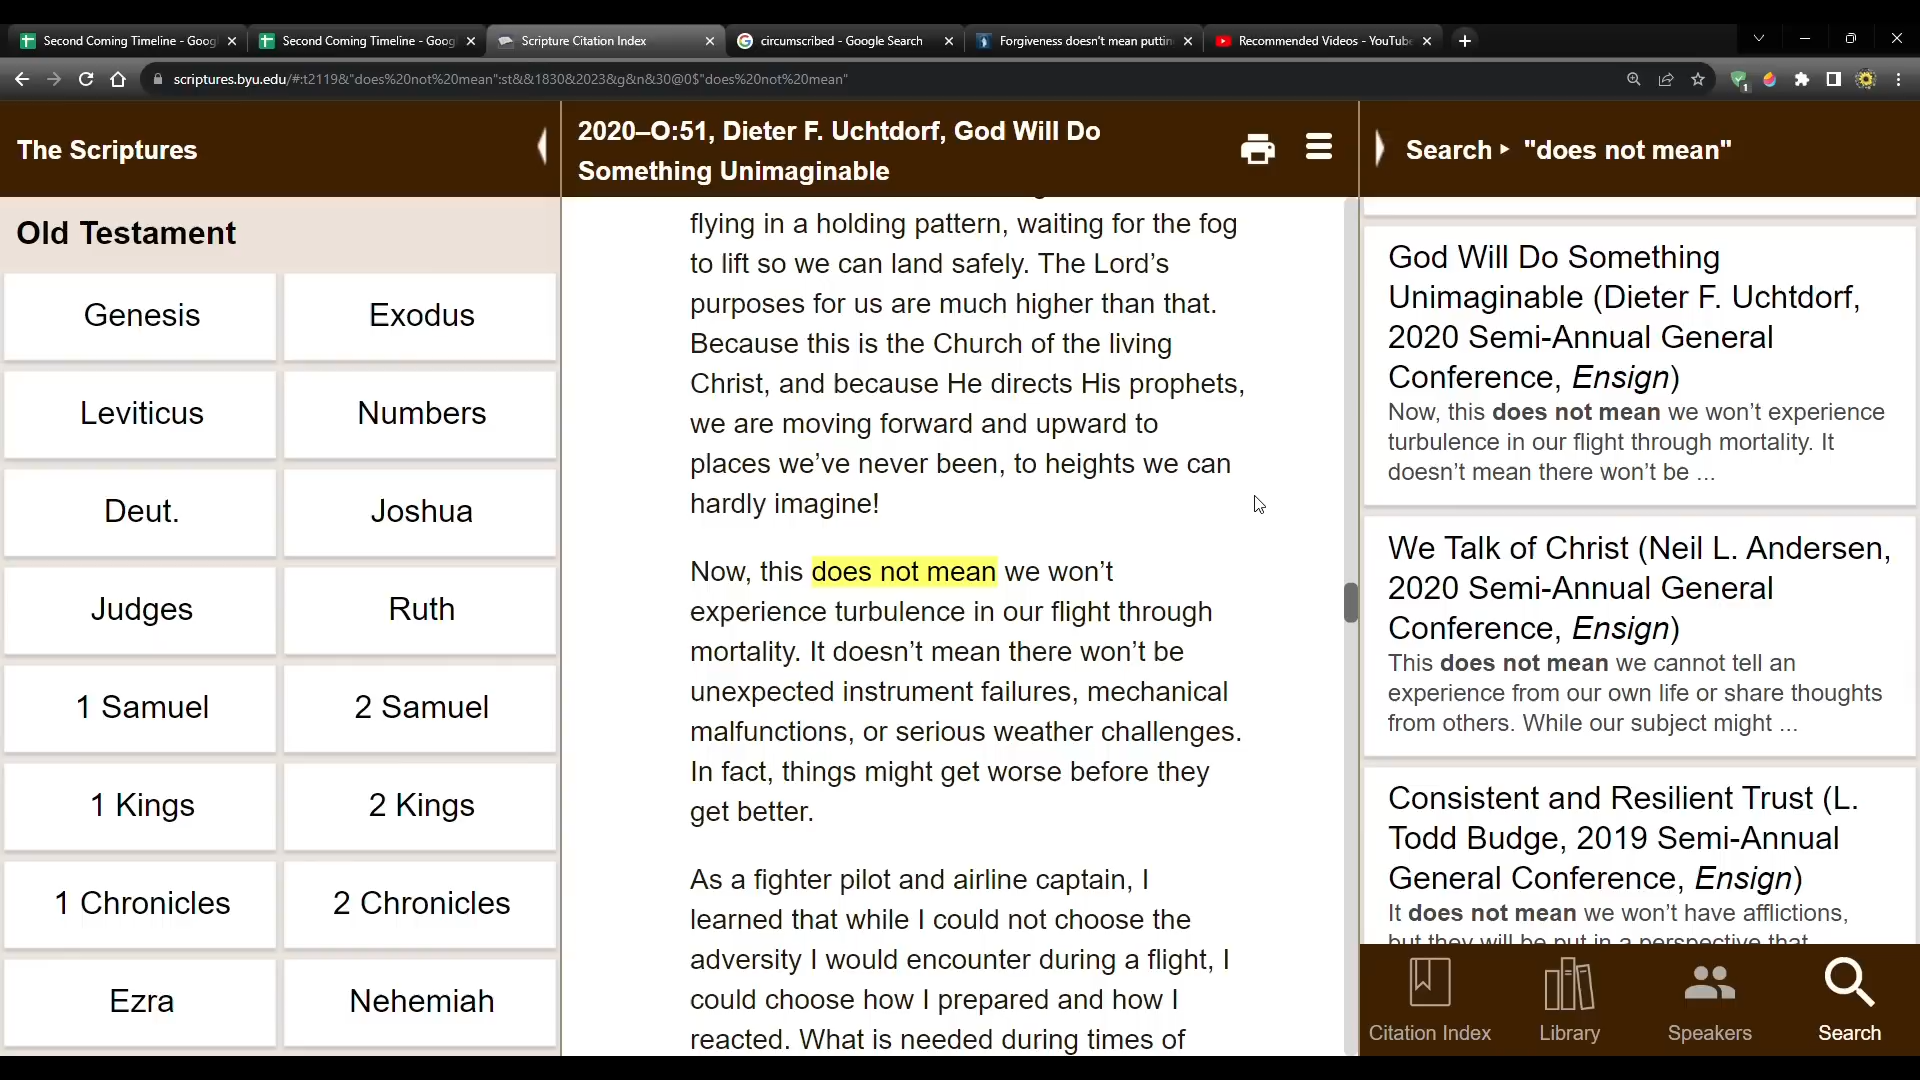 Second Coming Timeline - Goog
Second Coming Timeline - Goog
Scripture Citation Index
circumscribed - Google Search
Forgiveness doesn't mean puttin
Recommended Videos - YouTube
scriptures.byu.edu/#:t2119&"does%20not%20mean":st&&1830&2023&g&n&30@0$"does%20not%20mean"
1
The Scriptures
Old Testament
Genesis
Exodus
Leviticus
Numbers
Deut.
Joshua
Judges
Ruth
1 Samuel
2 Samuel
1 Kings
2 Kings
1 Chronicles
2 Chronicles
Ezra
Nehemiah
2020–O:51, Dieter F. Uchtdorf, God Will Do
Something Unimaginable
flying in a holding pattern, waiting for the fog
to lift so we can land safely. The Lord’s
purposes for us are much higher than that.
Because this is the Church of the living
Christ, and because He directs His prophets,
we are moving forward and upward to
places we’ve never been, to heights we can
hardly imagine!
Now, this does not mean we won’t
experience turbulence in our flight through
mortality. It doesn’t mean there won’t be
unexpected instrument failures, mechanical
malfunctions, or serious weather challenges.
In fact, things might get worse before they
get better.
As a fighter pilot and airline captain, I
learned that while I could not choose the
adversity I would encounter during a flight, I
could choose how I prepared and how I
reacted. What is needed during times of
Search ▸ "does not mean"
God Will Do Something
Unimaginable (Dieter F. Uchtdorf,
2020 Semi-Annual General
Conference, Ensign)
Now, this does not mean we won’t experience
turbulence in our flight through mortality. It
doesn’t mean there won’t be ...
We Talk of Christ (Neil L. Andersen,
2020 Semi-Annual General
Conference, Ensign)
This does not mean we cannot tell an
experience from our own life or share thoughts
from others. While our subject might ...
Consistent and Resilient Trust (L.
Todd Budge, 2019 Semi-Annual
General Conference, Ensign)
It does not mean we won’t have afflictions,
but they will be put in a perspective that
Citation Index
Library
Speakers
Search